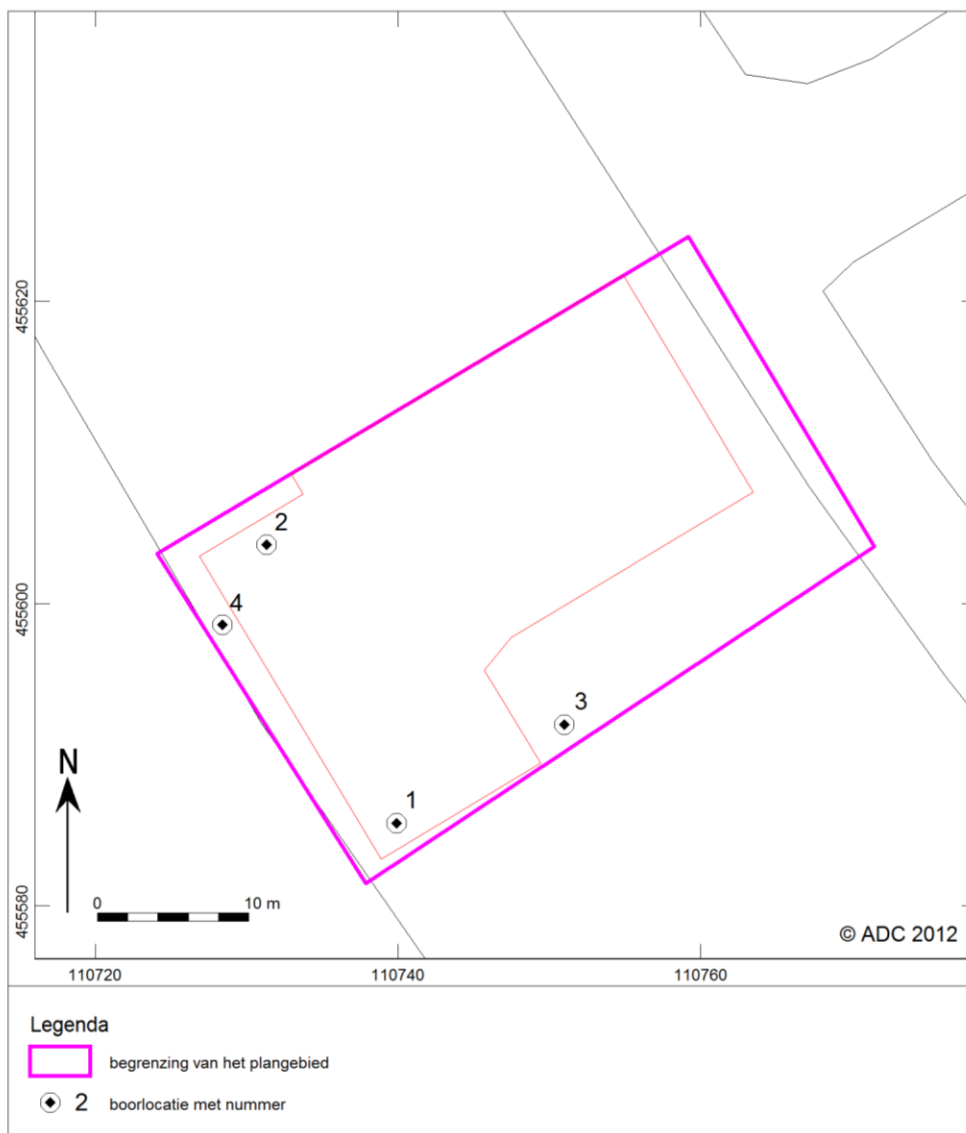 455620
2
455600
4
3
N
1
0 10 m
455580
© ADC 2012
110720 110740 110760
Legenda
begrenzing van het plangebied
2 boorlocatie met nummer